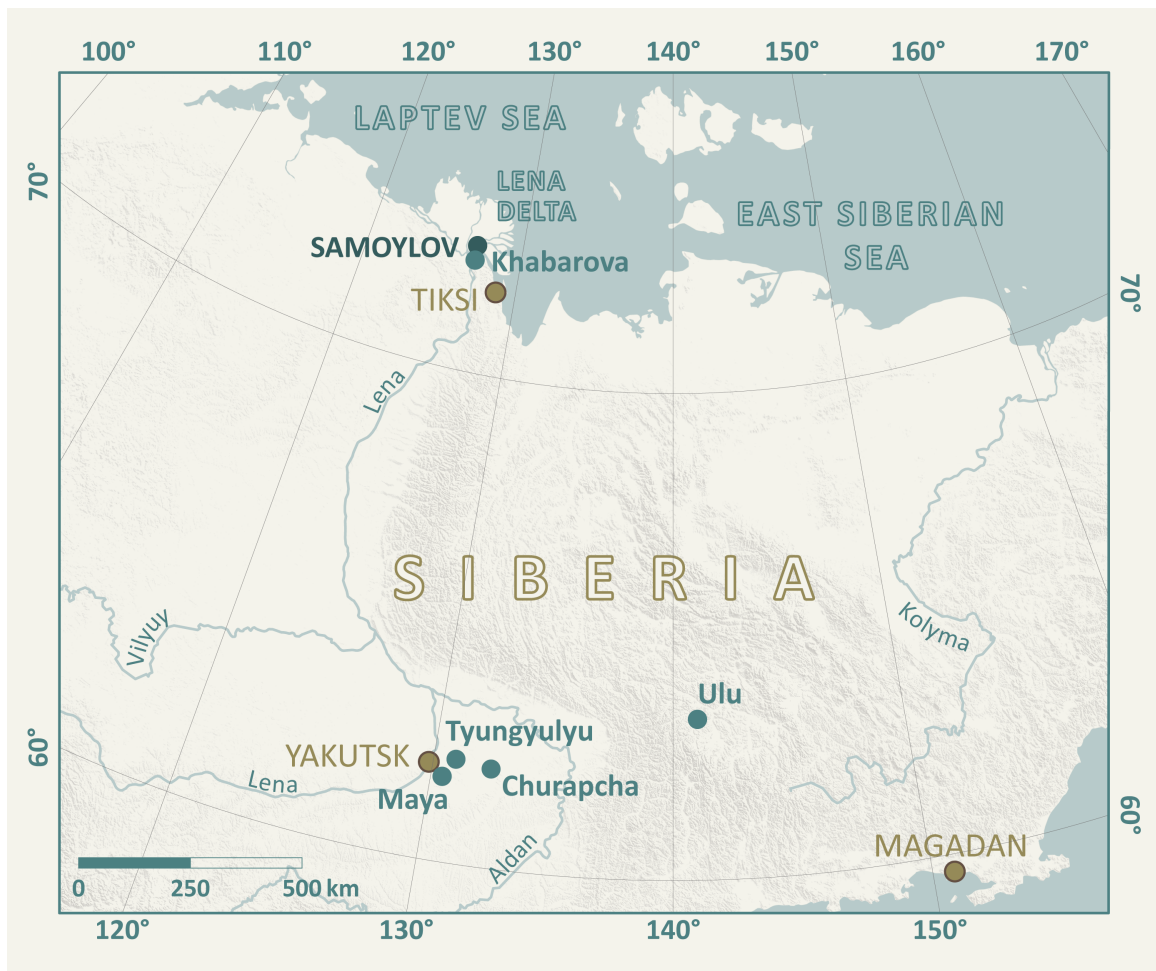 100° 110° 120° 130° 140° 150° 160° 170°
LAPTEV SEA
70°
LENA
DELTA
EAST SIBERIAN
SEA
SAMOYLOV
Khabarova
TIKSI
70°
Lena
SIBERIA
Vilyuy
Kolyma
Ulu
Tyungyulyu
60°
YAKUTSK
Lena
Churapcha
Maya
60°
Aldan
MAGADAN
0 250 500 km
120° 130° 140° 150°